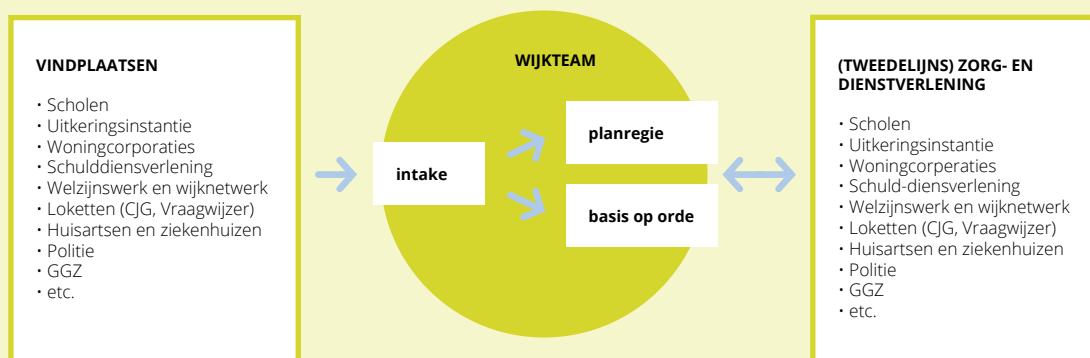 VINDPLAATSEN
• Scholen
• Uitkeringsinstantie
• Woningcorporaties
• Schulddiensverlening
• Welzijnswerk en wijknetwerk
• Loketten (CJG, Vraagwijzer)
• Huisartsen en ziekenhuizen
• Politie
• GGZ
• etc.
WIJKTEAM
intake
planregie
basis op orde
(TWEEDELIJNS) ZORG- EN
DIENSTVERLENING
• Scholen
• Uitkeringsinstantie
• Woningcorperaties
• Schuld-diensverlening
• Welzijnswerk en wijknetwerk
• Loketten (CJG, Vraagwijzer)
• Huisartsen en ziekenhuizen
• Politie
• GGZ
• etc.